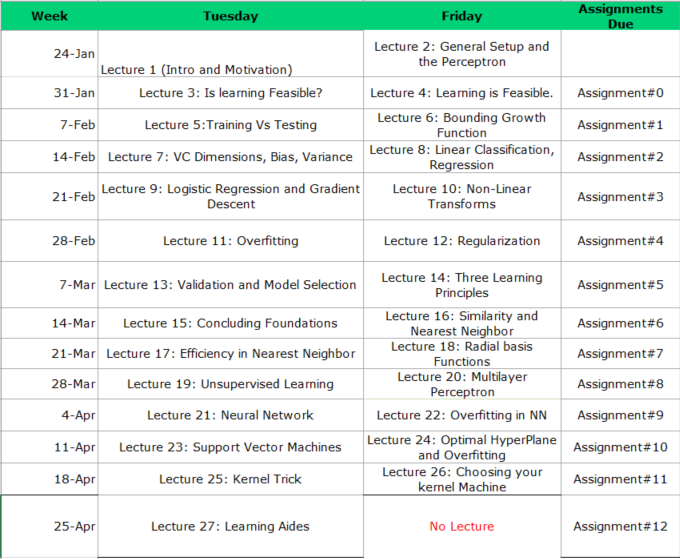 Week Tuesday Friday Assignments
Due
24-Jan Lecture 1 (Intro and Motivation) Lecture 2: General Setup and
the Perceptron
31-Jan Lecture 3: Is learning Feasible? Lecture 4: Learning is Feasible. Assignment#0
7-Feb Lecture 5:Training Vs Testing Lecture 6: Bounding Growth
Function Assignment#1
14-Feb Lecture 7: VC Dimensions, Bias, Variance Lecture 8: Linear Classification,
Regression Assignment#2
21-Feb Lecture 9: Logistic Regression and Gradient
Descent Lecture 10: Non-Linear
Transforms Assignment#3
28-Feb Lecture 11: Overfitting Lecture 12: Regularization Assignment#4
7-Mar Lecture 13: Validation and Model Selection Lecture 14: Three Learning
Principles Assignment#5
14-Mar Lecture 15: Concluding Foundations Lecture 16: Similarity and
Nearest Neighbor Assignment#6
21-Mar Lecture 17: Efficiency in Nearest Neighbor Lecture 18: Radial basis
Functions Assignment#7
28-Mar Lecture 19: Unsupervised Learning Lecture 20: Multilayer
Perceptron Assignment#8
4-Apr Lecture 21: Neural Network Lecture 22: Overfitting in NN Assignment#9
11-Apr Lecture 23: Support Vector Machines Lecture 24: Optimal HyperPlane
and Overfitting Assignment#10
18-Apr Lecture 25: Kernel Trick Lecture 26: Choosing your
kernel Machine Assignment#11
25-Apr Lecture 27: Learning Aides No Lecture Assignment#12